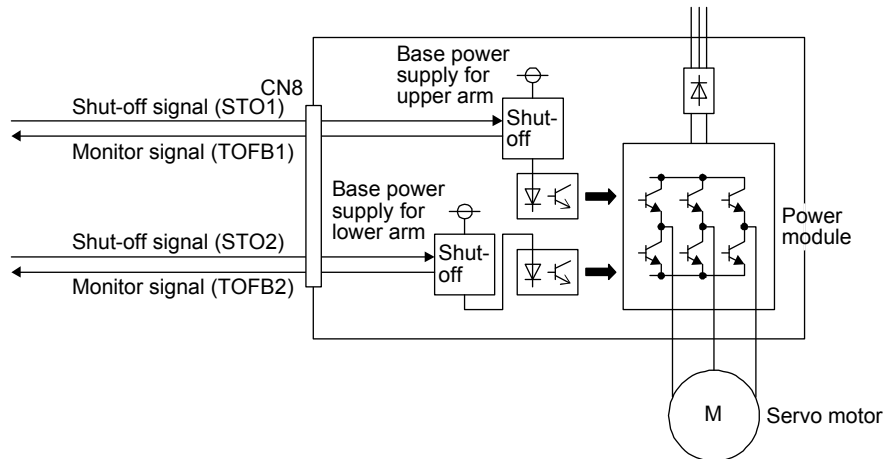 Base power
supply for
upper arm
CN8
Shut-off signal (STO1)
Shut-
off
Monitor signal (TOFB1)
Base power
supply for
lower arm
Power
module
Shut-off signal (STO2)
Shut-
off
Monitor signal (TOFB2)
M
Servo motor